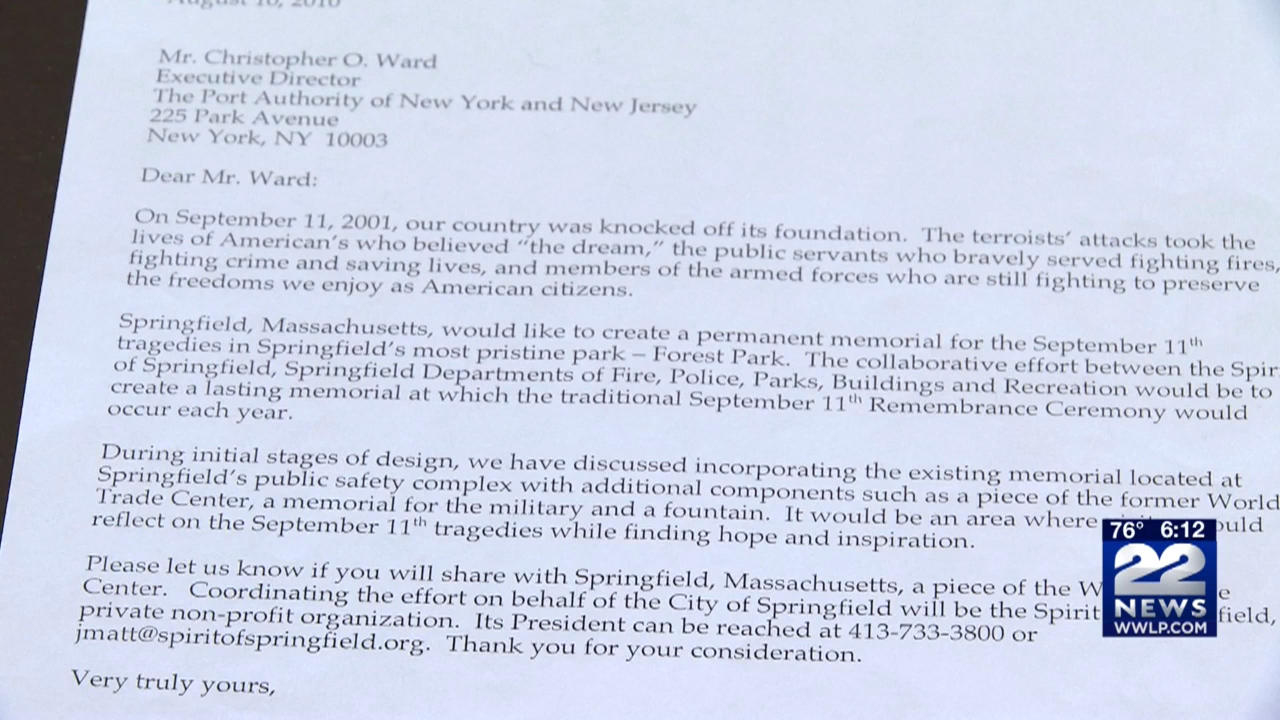 August 10, 2010
Mr. Christopher O. Ward
Executive Director
The Port Authority of New York and New Jersey
225 Park Avenue
New York, NY 10003
Dear Mr. Ward:
On September 11, 2001, our country was knocked off its foundation. The terroists' attacks took the
lives of American's who believed "the dream," the public servants who bravely served fighting fires,
fighting crime and saving lives, and members of the armed forces who are still fighting to preserve
the freedoms we enjoy as American citizens.
Springfield, Massachusetts, would like to create a permanent memorial for the September 11th
tragedies in Springfield's most pristine park – Forest Park. The collaborative effort between the Spir
of Springfield, Springfield Departments of Fire, Police, Parks, Buildings and Recreation would be to
create a lasting memorial at which the traditional September 11th Remembrance Ceremony would
occur each year.
During initial stages of design, we have discussed incorporating the existing memorial located at
Springfield's public safety complex with additional components such as a piece of the former World
Trade Center, a memorial for the military and a fountain. It would be an area where ould
reflect on the September 11th tragedies while finding hope and inspiration.
Please let us know if you will share with Springfield, Massachusetts, a piece of the W e
Center. Coordinating the effort on behalf of the City of Springfield will be the Spirit field,
private non-profit organization. Its President can be reached at 413-733-3800 or
jmatt@spiritofspringfield.org. Thank you for your consideration.
Very truly yours,
76° 6:12
22
NEWS
WWLP.COM